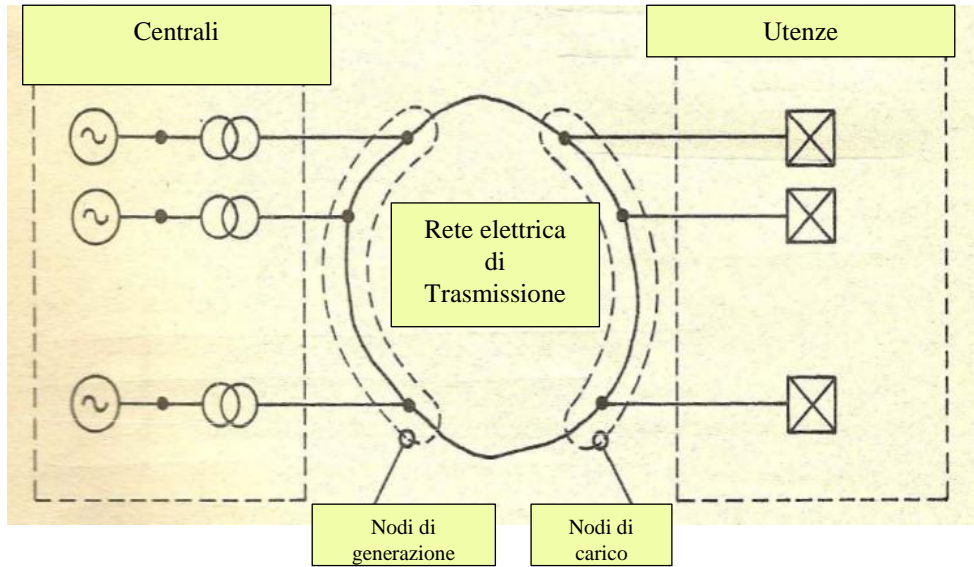 Centrali
Utenze
Rete elettrica
di
Trasmissione
Nodi di
generazione
Nodi di
carico